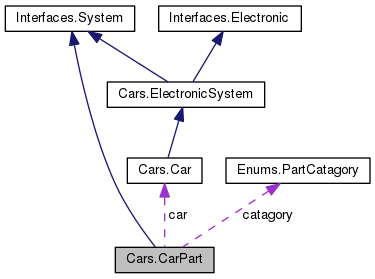 Interfaces.System
Interfaces.Electronic
Cars.ElectronicSystem
Cars.Car
Enums.PartCatagory
car
catagory
Cars.CarPart